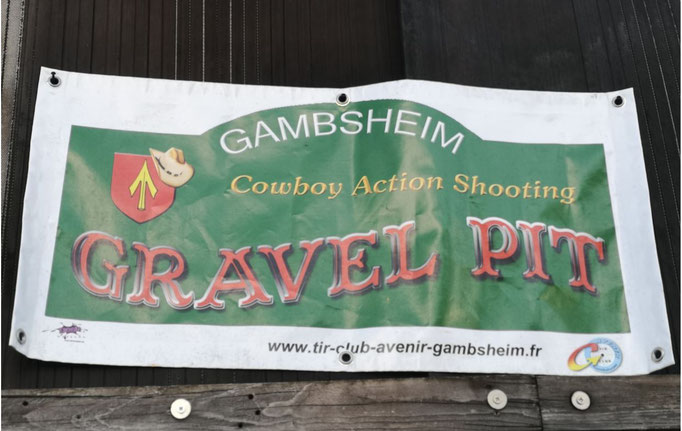 GAMBSHEIM
Cowboy Action Shooting
GRAVEL PIT
www.tir-club-avenir-gambsheim.fr